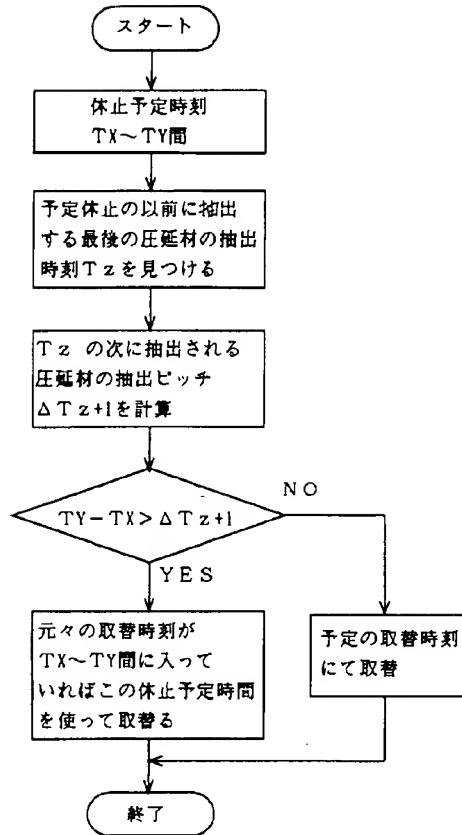 スタート
休止予定時刻
TX～TY間
予定休止の以前に抽出
する最後の圧延材の抽出
時刻Tzを見つける
Tz の次に抽出される
圧延材の抽出ピッチ
ΔTz+1を計算
TY-TX>ΔTz+1
NO
YES
元々の取替時刻が
TX～TY間に入って
いればこの休止予定時間
を使って取替る
予定の取替時刻
にて取替
終了